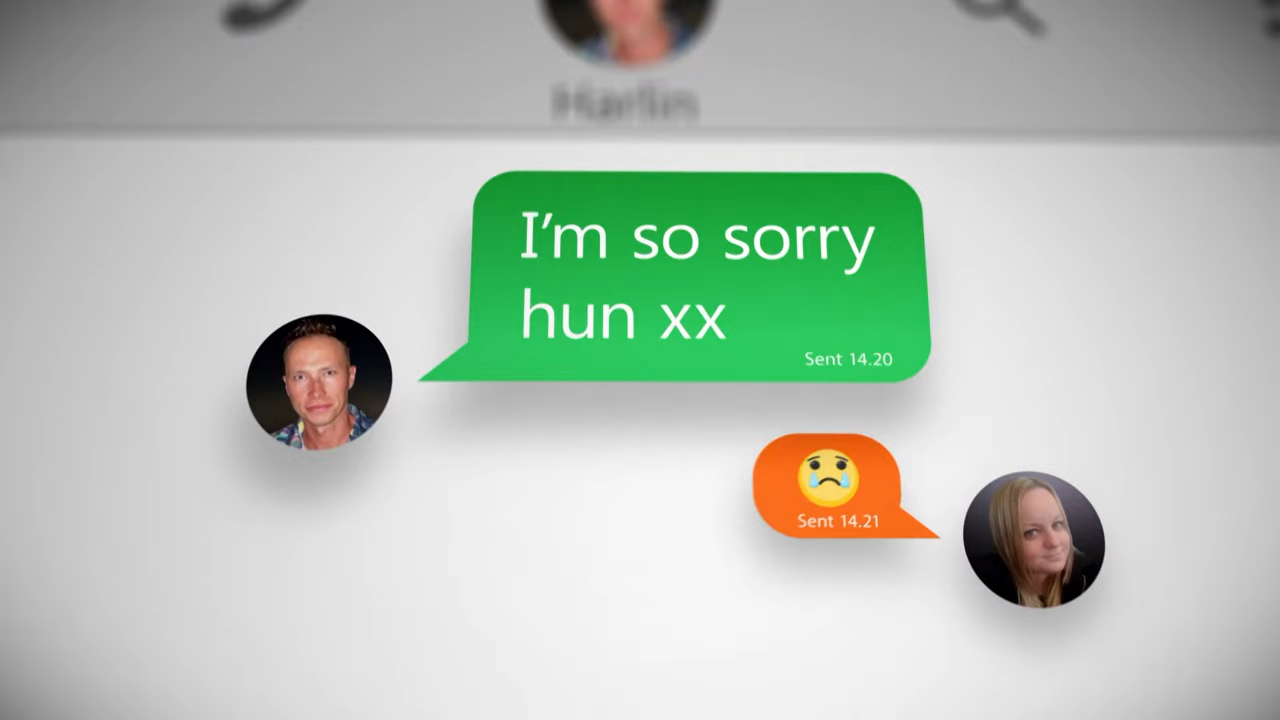 Harlin
I’m so sorry
hun xx
Sent 14.20
Sent 14.21